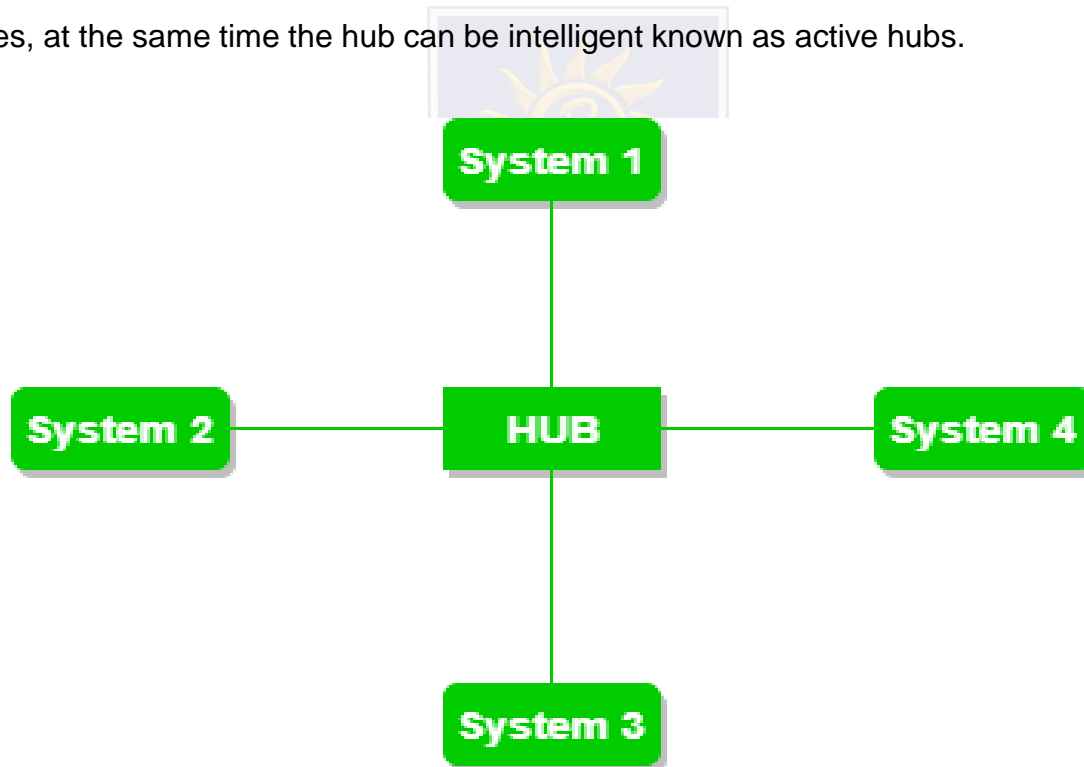 es, at the same time the hub can be intelligent known as active hubs.
System 1
System 2
HUB
System 4
System 3